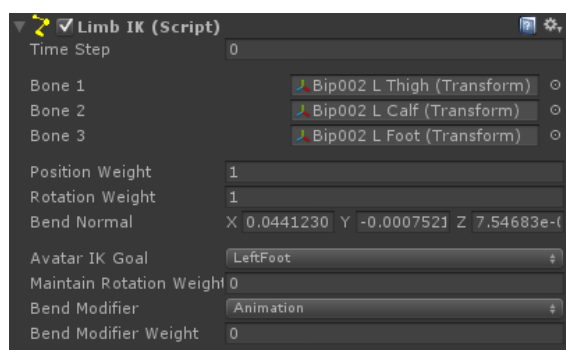 Limb IK (Script)
Time Step 0
Bone 1 Bip002 L Thigh (Transform)
Bone 2 Bip002 L Calf (Transform)
Bone 3 Bip002 L Foot (Transform)
Position Weight 1
Rotation Weight 1
Bend Normal X 0.0441230 Y -0.0007521 Z 7.54683e-(
Avatar IK Goal LeftFoot
Maintain Rotation Weight 0
Bend Modifier Animation
Bend Modifier Weight 0